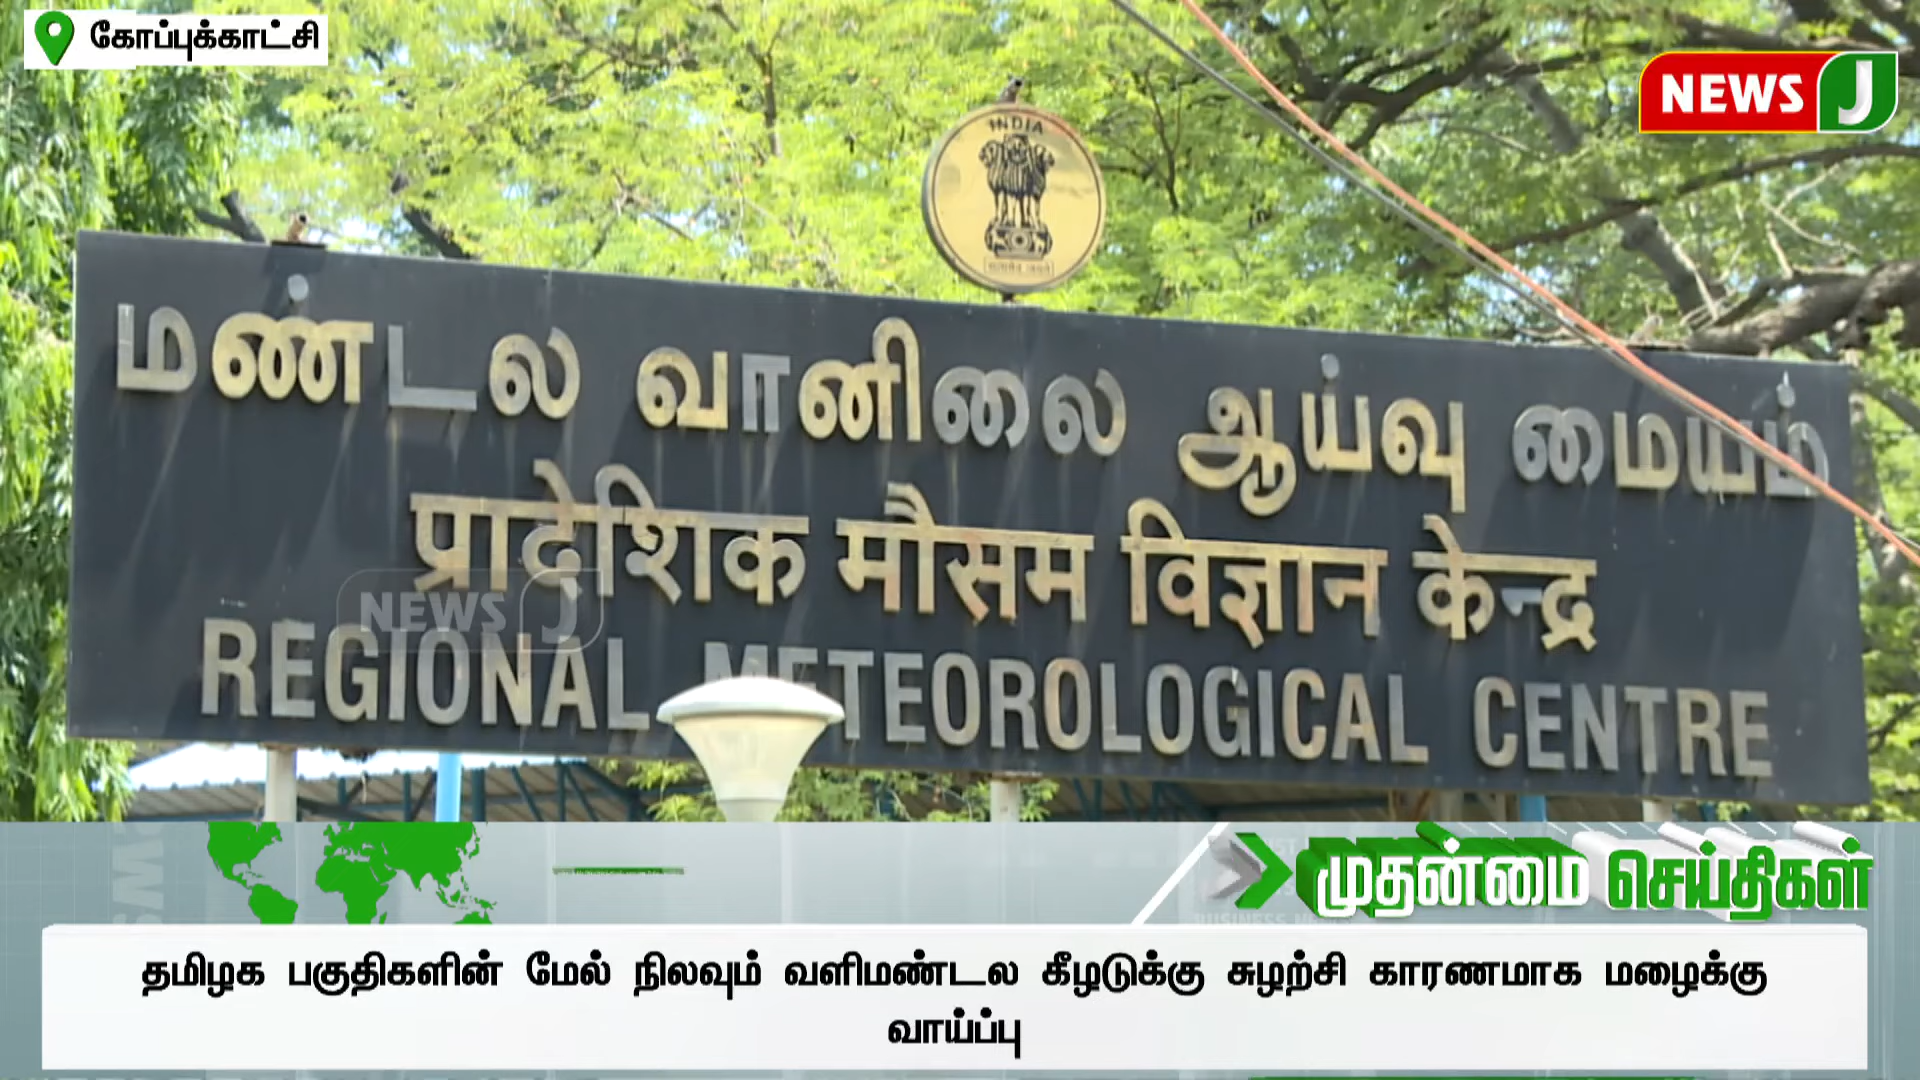 கோப்புக்காட்சி
NEWS J
INDIA
மண்டல வானிலை ஆய்வு மையம்
प्रादेशिक मौसम विज्ञान केन्द्र
NEWS J
REGIONAL METEOROLOGICAL CENTRE
முதன்மை செய்திகள்
தமிழக பகுதிகளின் மேல் நிலவும் வளிமண்டல கீழடுக்கு சுழற்சி காரணமாக மழைக்கு
வாய்ப்பு